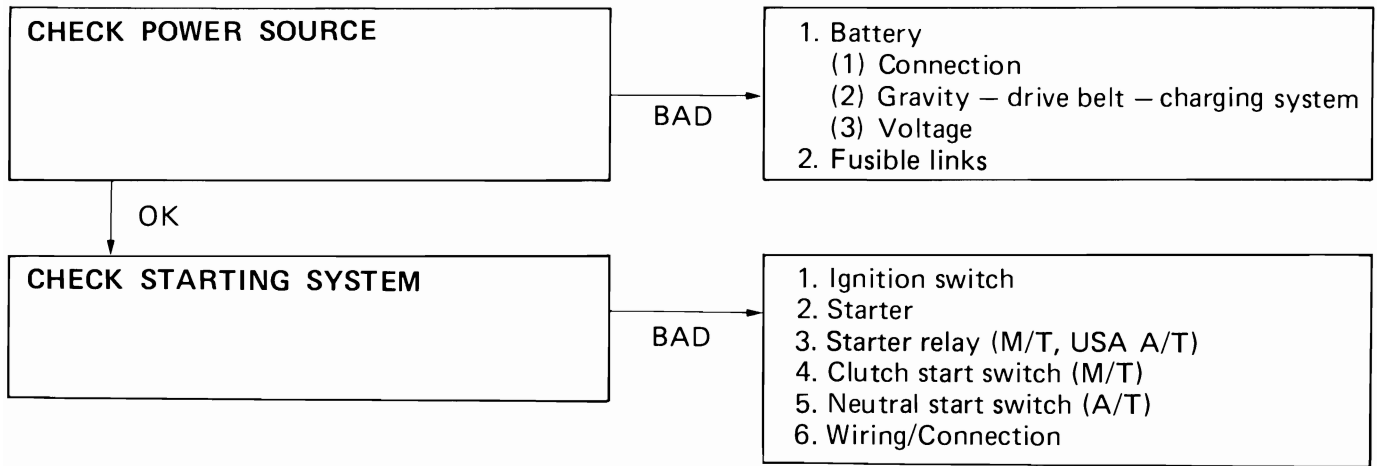 CHECK POWER SOURCE
BAD
1. Battery
(1) Connection
(2) Gravity – drive belt – charging system
(3) Voltage
2. Fusible links
OK
CHECK STARTING SYSTEM
BAD
1. Ignition switch
2. Starter
3. Starter relay (M/T, USA A/T)
4. Clutch start switch (M/T)
5. Neutral start switch (A/T)
6. Wiring/Connection